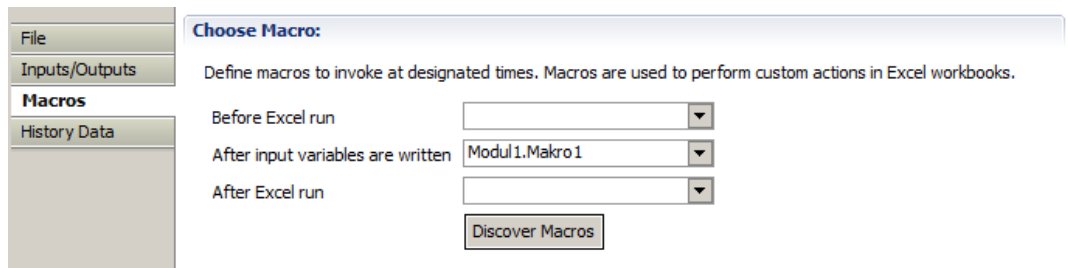 File
Inputs/Outputs
Macros
History Data
Choose Macro:
Define macros to invoke at designated times. Macros are used to perform custom actions in Excel workbooks.
Before Excel run
After input variables are written Modul1.Makro1
After Excel run
Discover Macros